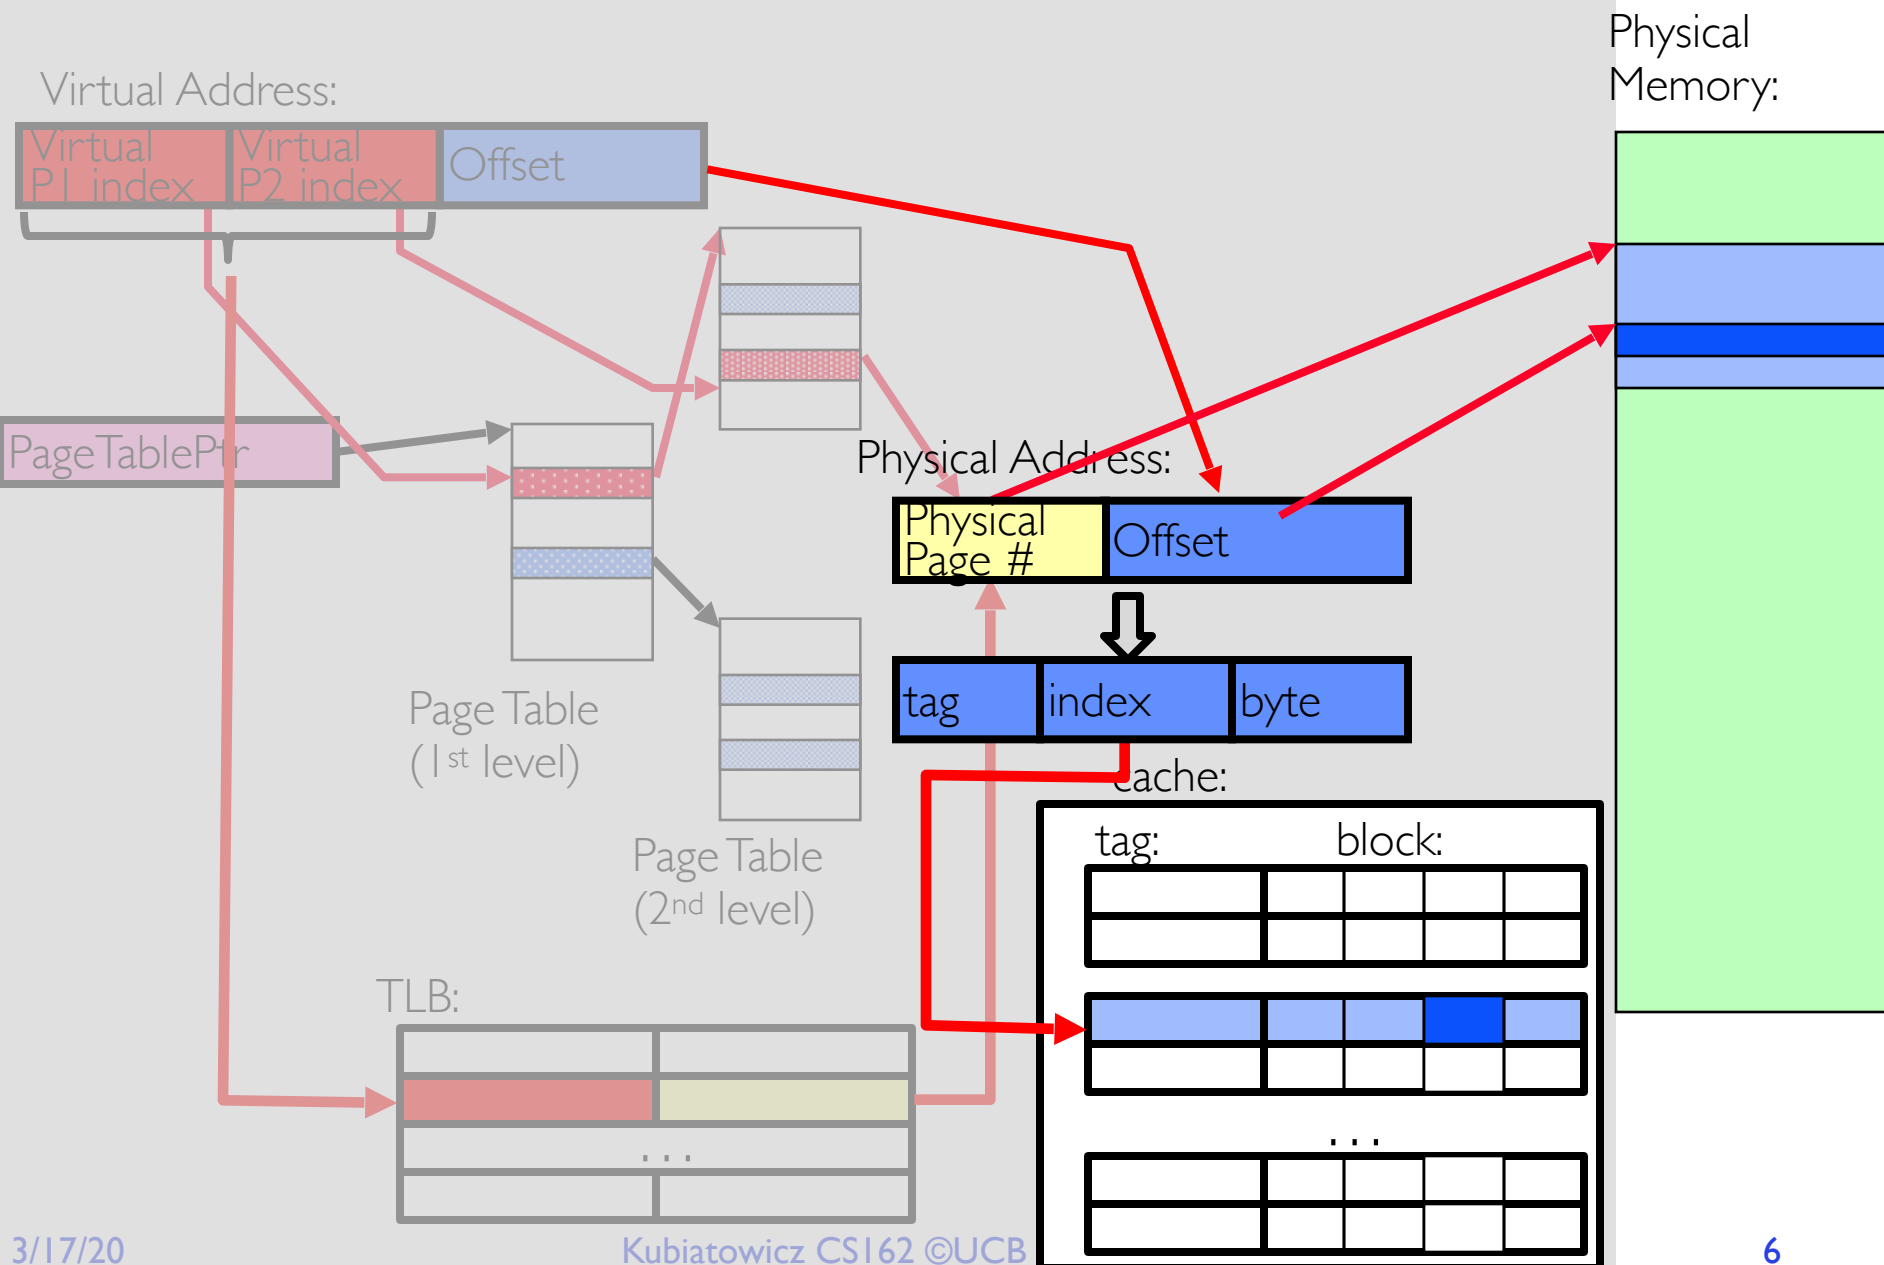 Physical
Memory:
Virtual Address:
Virtual
P1 index
Virtual
P2 index
Offset
PageTablePtr
Physical Address:
Physical
Page #
Offset
tag
index
byte
Page Table
(1st level)
cache:
tag:
block:
Page Table
(2nd level)
TLB:
. . .
. . .
3/17/20
Kubiatowicz CS162 ©UCB
6